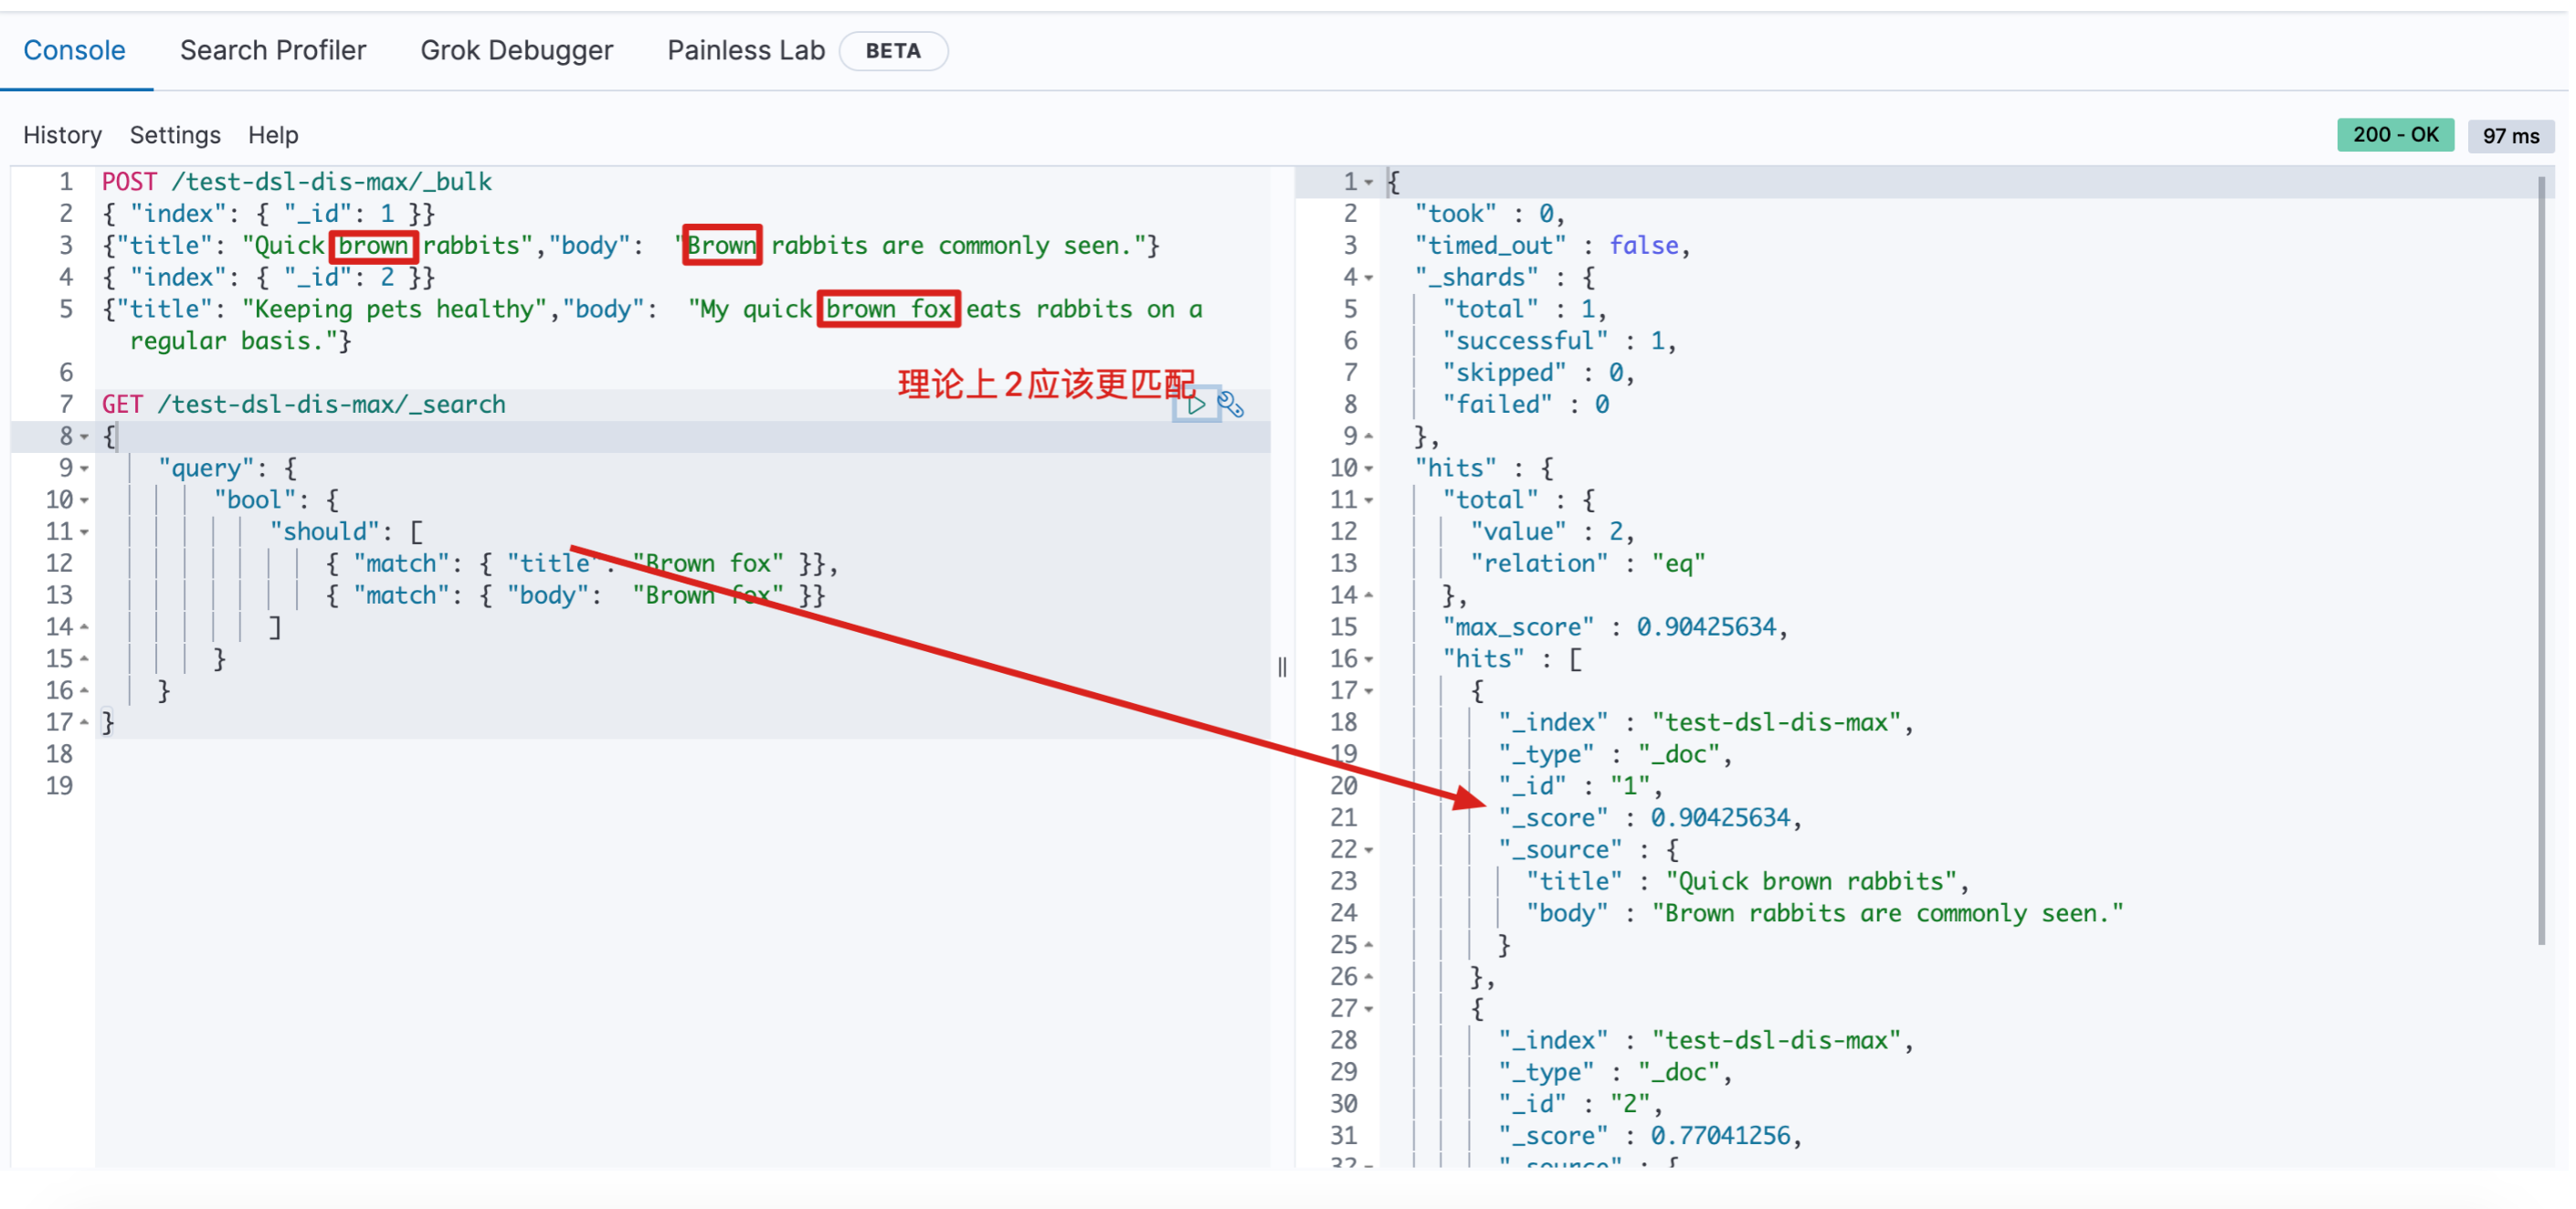 Console Search Profiler Grok Debugger Painless Lab BETA
History Settings Help
200 - OK 97 ms
1 POST /test-dsl-dis-max/_bulk
2 { "index": { "_id": 1 }}
3 {"title": "Quick brown rabbits","body":  "Brown rabbits are commonly seen."}
4 { "index": { "_id": 2 }}
5 {"title": "Keeping pets healthy","body":  "My quick brown fox eats rabbits on a
regular basis."}
6
理论上2应该更匹配
7 GET /test-dsl-dis-max/_search
8 {
9 "query": {
10 "bool": {
11 "should": [
12 { "match": { "title": "Brown fox" }},
13 { "match": { "body":  "Brown fox" }}
14 ]
15 }
16 }
17 }
18
19
1 {
2 "took" : 0,
3 "timed_out" : false,
4 "_shards" : {
5 "total" : 1,
6 "successful" : 1,
7 "skipped" : 0,
8 "failed" : 0
9 },
10 "hits" : {
11 "total" : {
12 "value" : 2,
13 "relation" : "eq"
14 },
15 "max_score" : 0.90425634,
16 "hits" : [
17 {
18 "_index" : "test-dsl-dis-max",
19 "_type" : "_doc",
20 "_id" : "1",
21 "_score" : 0.90425634,
22 "_source" : {
23 "title" : "Quick brown rabbits",
24 "body" : "Brown rabbits are commonly seen."
25 }
26 },
27 {
28 "_index" : "test-dsl-dis-max",
29 "_type" : "_doc",
30 "_id" : "2",
31 "_score" : 0.77041256,
32 "_source" : {